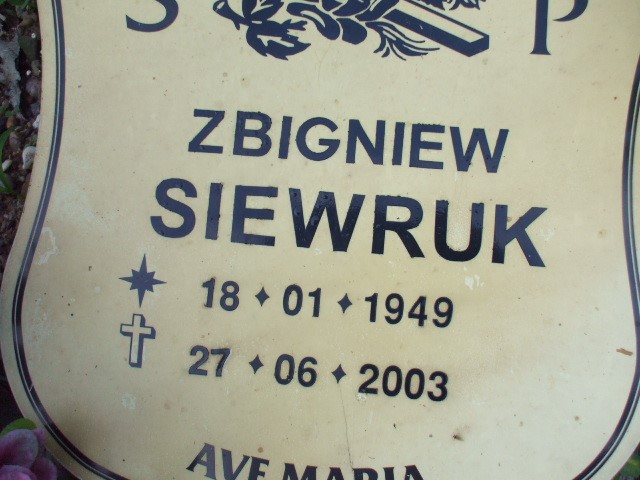 S P
ZBIGNIEW
SIEWRUK
18 ✦ 01 ✦ 1949
27 ✦ 06 ✦ 2003
AVE MARIA